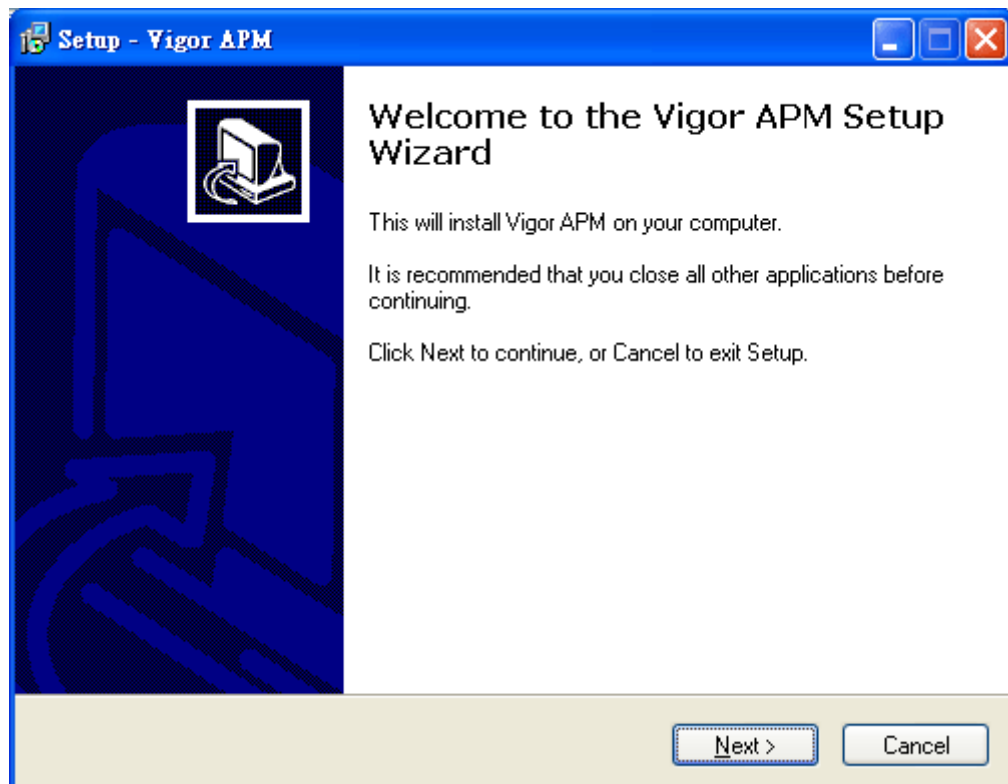 Setup - Vigor APM
Welcome to the Vigor APM Setup
Wizard
This will install Vigor APM on your computer.
It is recommended that you close all other applications before
continuing.
Click Next to continue, or Cancel to exit Setup.
Next >
Cancel